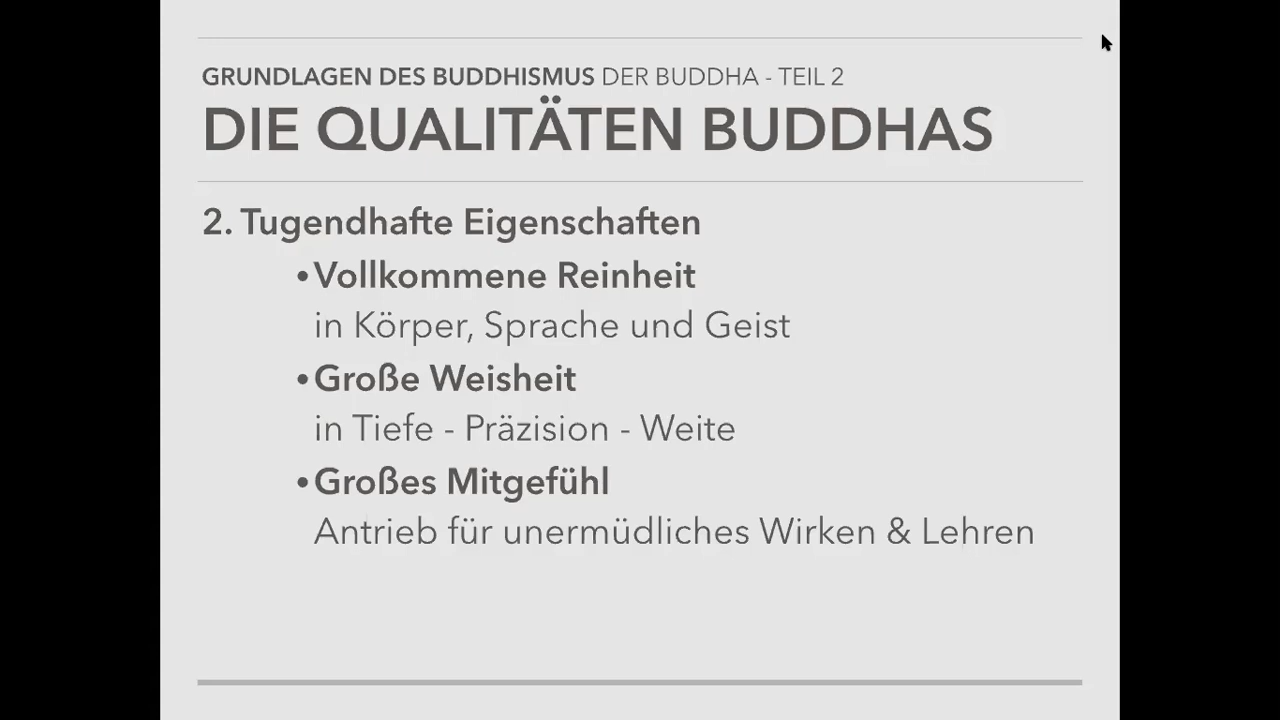 GRUNDLAGEN DES BUDDHISMUS DER BUDDHA - TEIL 2
DIE QUALITÄTEN BUDDHAS
2. Tugendhafte Eigenschaften
•Vollkommene Reinheit
in Körper, Sprache und Geist
•Große Weisheit
in Tiefe - Präzision - Weite
•Großes Mitgefühl
Antrieb für unermüdliches Wirken & Lehren